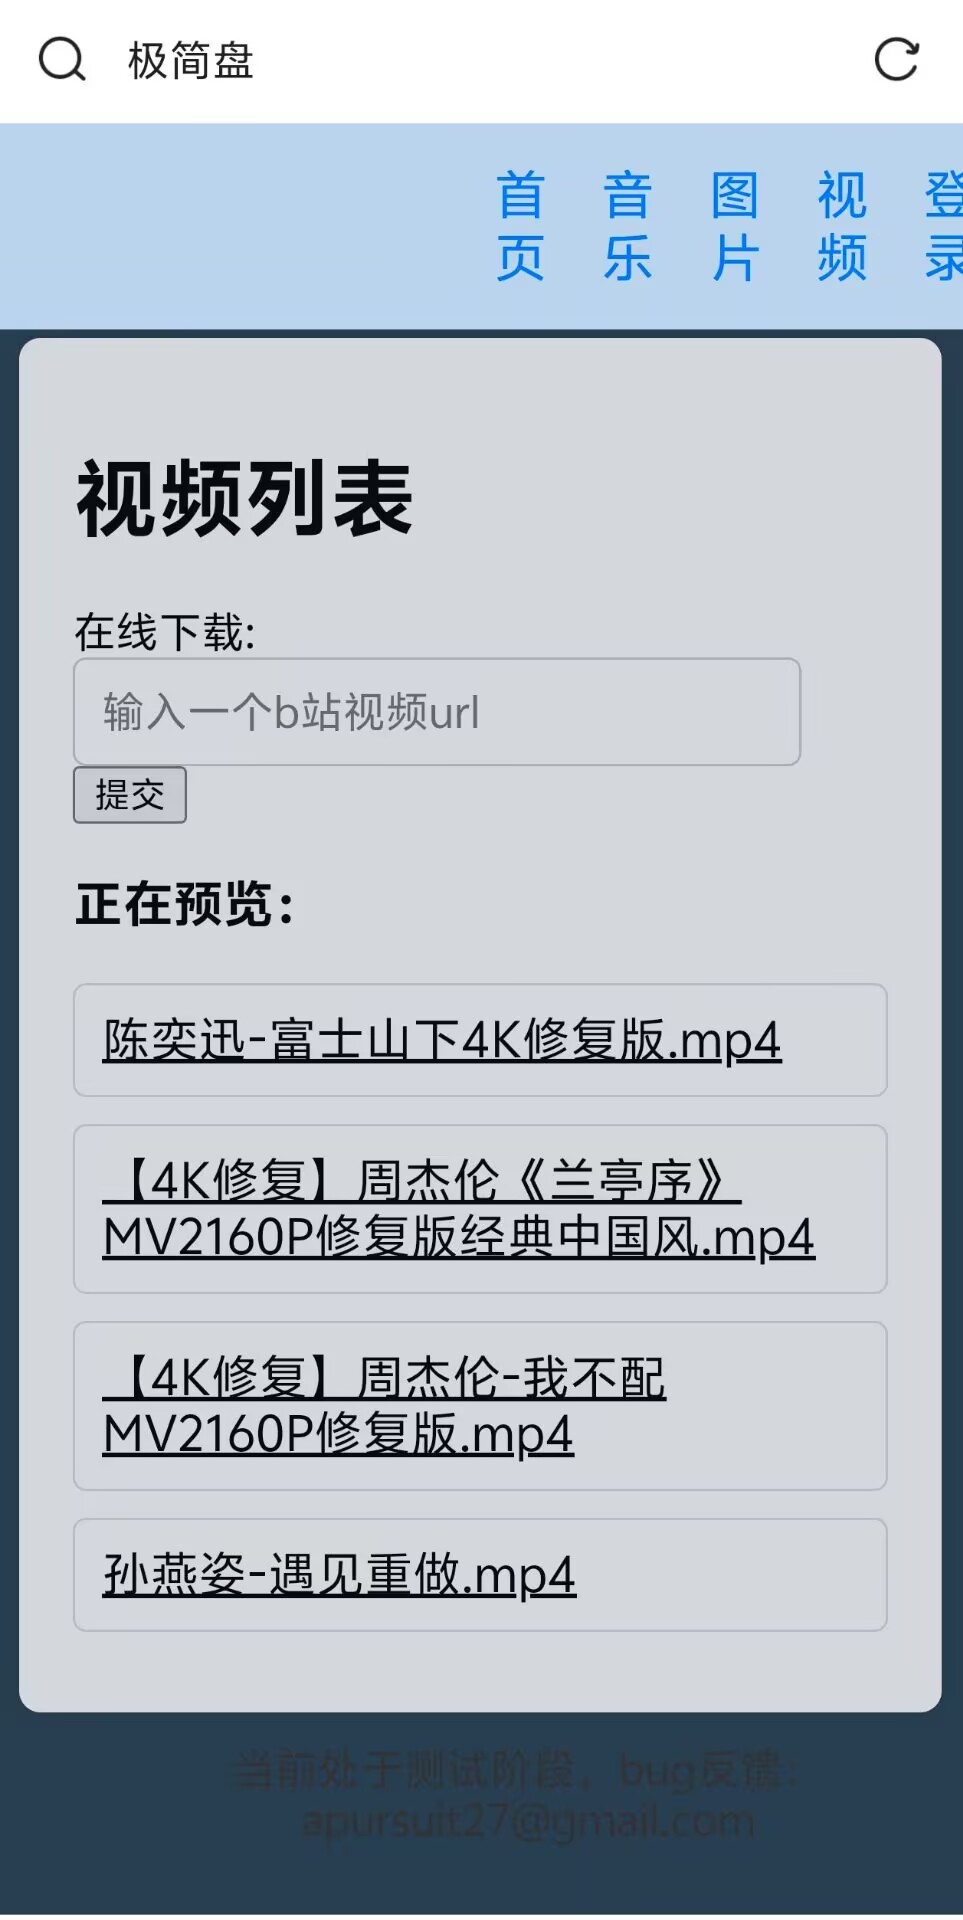 极简盘
首页 音乐 图片 视频 登录
视频列表
在线下载:
输入一个b站视频url
提交
正在预览：
陈奕迅-富士山下4K修复版.mp4
【4K修复】周杰伦《兰亭序》
MV2160P修复版经典中国风.mp4
【4K修复】周杰伦-我不配
MV2160P修复版.mp4
孙燕姿-遇见重做.mp4
当前处于测试阶段，bug反馈：
apursuit27@gmail.com